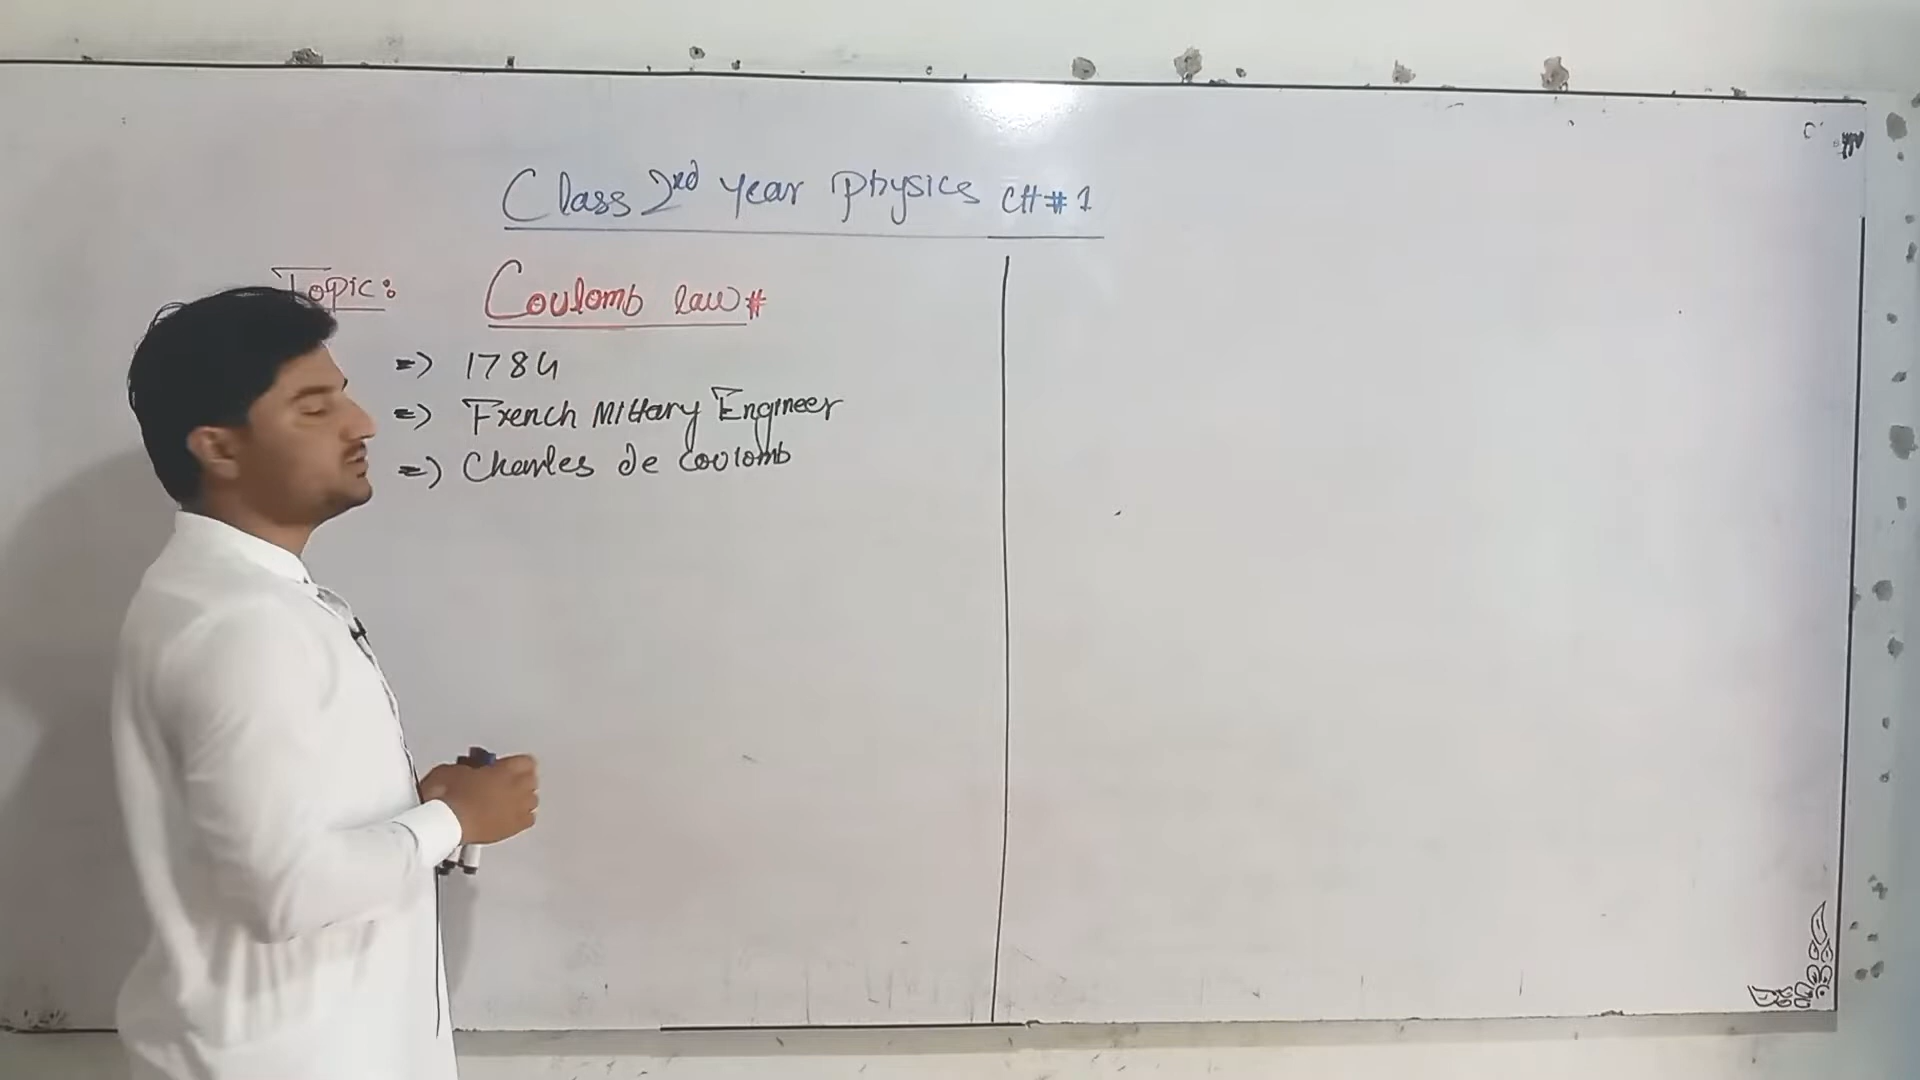 Class 2nd year physics CH # 1
Topic: Coulomb law #
=> 1784
=> French Military Engineer
=> Charles de Coulomb